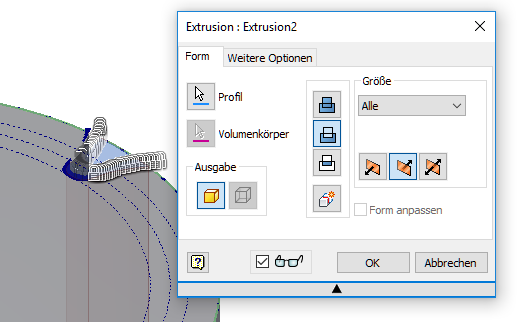 Extrusion : Extrusion2
Form
Weitere Optionen
Profil
Volumenkörper
Ausgabe
Größe
Alle
Form anpassen
OK
Abbrechen